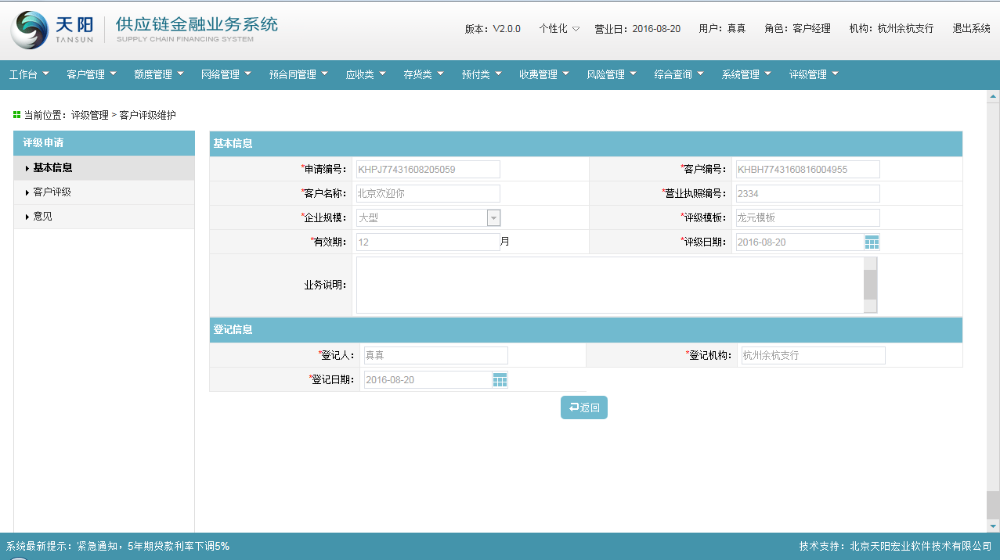 天阳 TANSUN 供应链金融业务系统 SUPPLY CHAIN FINANCING SYSTEM
版本：V2.0.0 个性化 营业日：2016-08-20 用户：真真 角色：客户经理 机构：杭州余杭支行 退出系统
工作台 客户管理 额度管理 网络管理 预合同管理 应收类 存货类 预付类 收费管理 风险管理 综合查询 系统管理 评级管理
当前位置：评级管理 > 客户评级维护
评级申请
基本信息
客户评级
意见
基本信息
*申请编号：KHPJ77431608205059 *客户编号：KHBH7743160816004955
*客户名称：北京欢迎你 *营业执照编号：2334
*企业规模：大型 *评级模板：龙元模板
*有效期：12 月 *评级日期：2016-08-20
业务说明：
登记信息
*登记人：真真 *登记机构：杭州余杭支行
*登记日期：2016-08-20
返回
系统最新提示：紧急通知，5年期贷款利率下调5% 技术支持：北京天阳宏业软件技术有限公司